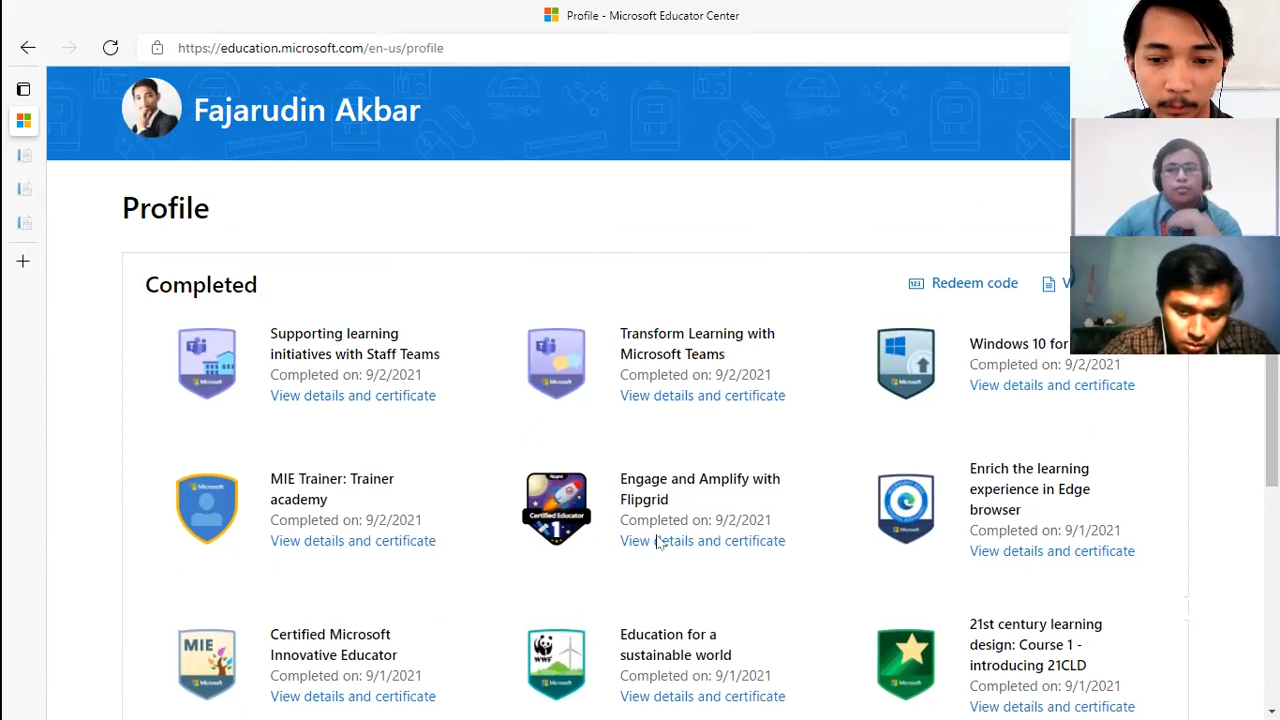 Profile - Microsoft Educator Center
https://education.microsoft.com/en-us/profile
Fajarudin Akbar
Profile
Completed
Redeem code
Supporting learning
initiatives with Staff Teams
Completed on: 9/2/2021
View details and certificate
Transform Learning with
Microsoft Teams
Completed on: 9/2/2021
View details and certificate
Windows 10 for
Completed on: 9/2/2021
View details and certificate
MIE Trainer: Trainer
academy
Completed on: 9/2/2021
View details and certificate
Certified Educator
1
Engage and Amplify with
Flipgrid
Completed on: 9/2/2021
View details and certificate
Enrich the learning
experience in Edge
browser
Completed on: 9/1/2021
View details and certificate
MIE
Certified Microsoft
Innovative Educator
Completed on: 9/1/2021
View details and certificate
WWF
Education for a
sustainable world
Completed on: 9/1/2021
View details and certificate
21st century learning
design: Course 1 -
introducing 21CLD
Completed on: 9/1/2021
View details and certificate